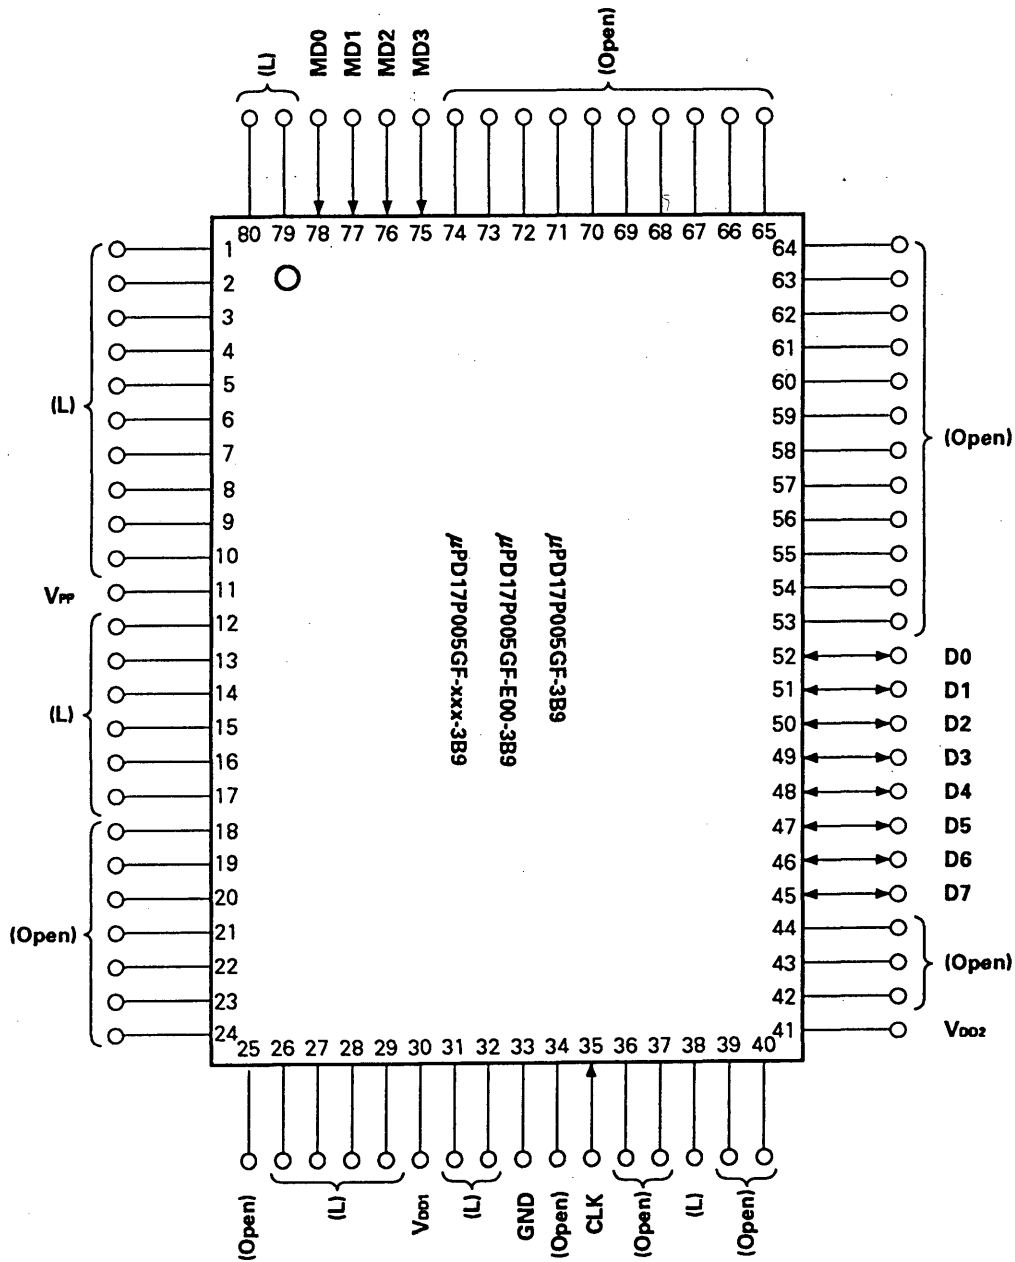 (L)
MD0
MD1
MD2
MD3
(Open)
80 79 78 77 76 75 74 73 72 71 70 69 68 67 66 65
(L)
1
2
3
4
5
6
7
8
9
10
VPP
11
(L)
12
13
14
15
16
17
(Open)
18
19
20
21
22
23
24
μPD17P005GF-3B9
μPD17P005GF-E00-3B9
μPD17P005GF-xxx-3B9
64
63
62
61
60
59
58
57
56
55
54
53
(Open)
52 D0
51 D1
50 D2
49 D3
48 D4
47 D5
46 D6
45 D7
44
43
42
(Open)
41 VDD2
25 26 27 28 29 30 31 32 33 34 35 36 37 38 39 40
(Open)
(L)
VDD1
(L)
GND
(Open)
CLK
(Open)
(L)
(Open)